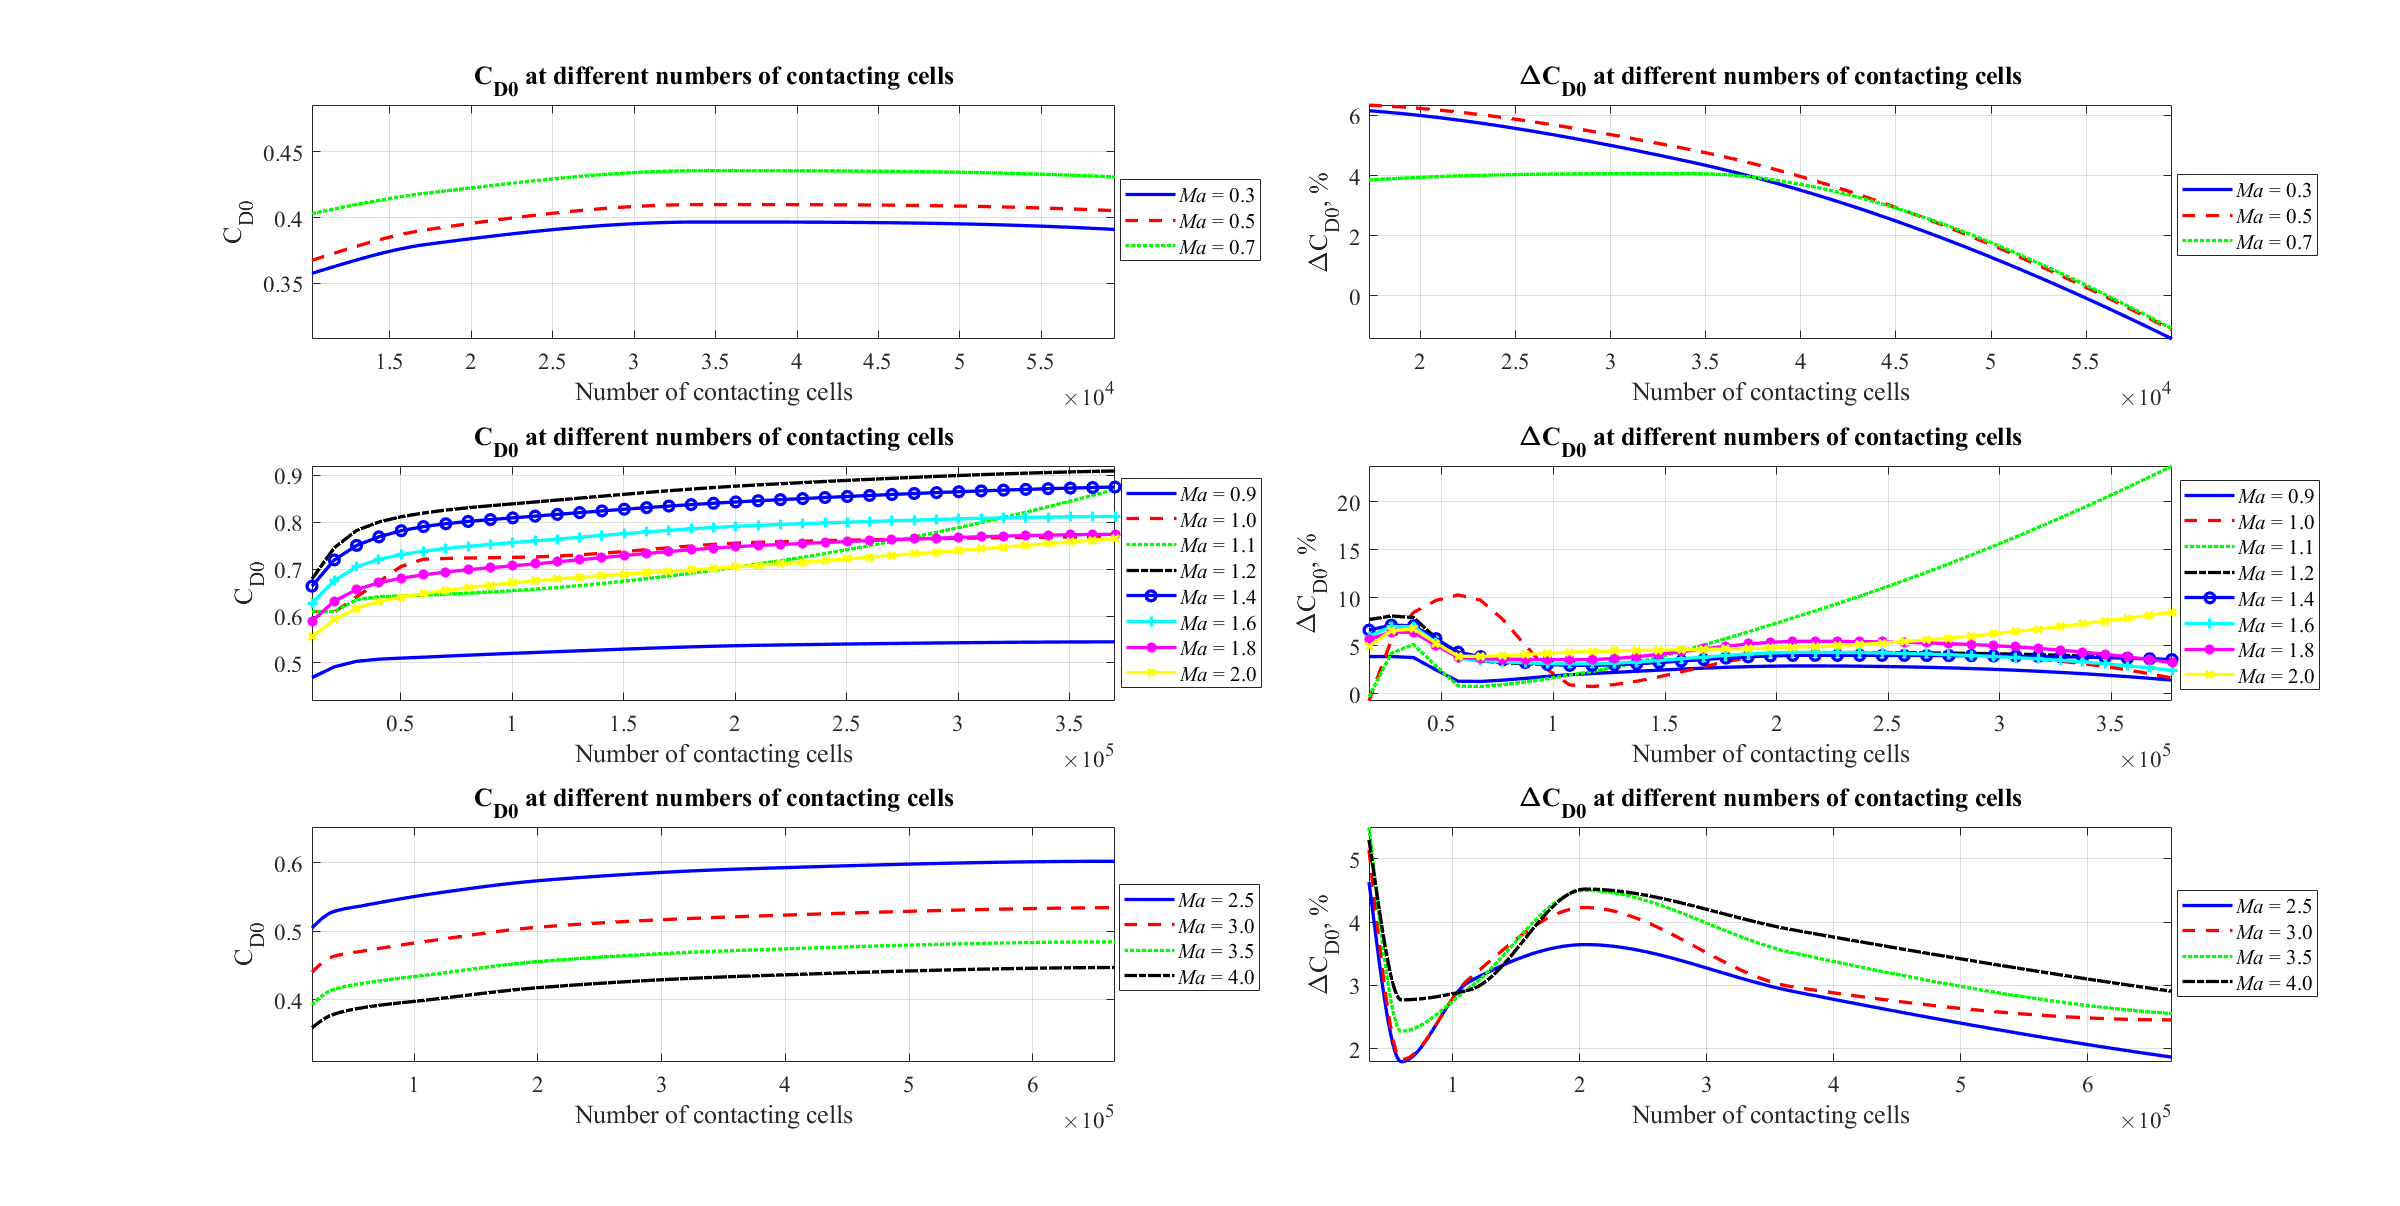 C_D0 at different numbers of contacting cells
C_D0
0.45
0.4
0.35
1.5 2 2.5 3 3.5 4 4.5 5 5.5
×10^4
Number of contacting cells
Ma = 0.3
Ma = 0.5
Ma = 0.7
ΔC_D0 at different numbers of contacting cells
ΔC_D0, %
6
4
2
0
2 2.5 3 3.5 4 4.5 5 5.5
×10^4
Number of contacting cells
Ma = 0.3
Ma = 0.5
Ma = 0.7
C_D0 at different numbers of contacting cells
C_D0
0.9
0.8
0.7
0.6
0.5
0.5 1 1.5 2 2.5 3 3.5
×10^5
Number of contacting cells
Ma = 0.9
Ma = 1.0
Ma = 1.1
Ma = 1.2
Ma = 1.4
Ma = 1.6
Ma = 1.8
Ma = 2.0
ΔC_D0 at different numbers of contacting cells
ΔC_D0, %
20
15
10
5
0
0.5 1 1.5 2 2.5 3 3.5
×10^5
Number of contacting cells
Ma = 0.9
Ma = 1.0
Ma = 1.1
Ma = 1.2
Ma = 1.4
Ma = 1.6
Ma = 1.8
Ma = 2.0
C_D0 at different numbers of contacting cells
C_D0
0.6
0.5
0.4
1 2 3 4 5 6
×10^5
Number of contacting cells
Ma = 2.5
Ma = 3.0
Ma = 3.5
Ma = 4.0
ΔC_D0 at different numbers of contacting cells
ΔC_D0, %
5
4
3
2
1 2 3 4 5 6
×10^5
Number of contacting cells
Ma = 2.5
Ma = 3.0
Ma = 3.5
Ma = 4.0